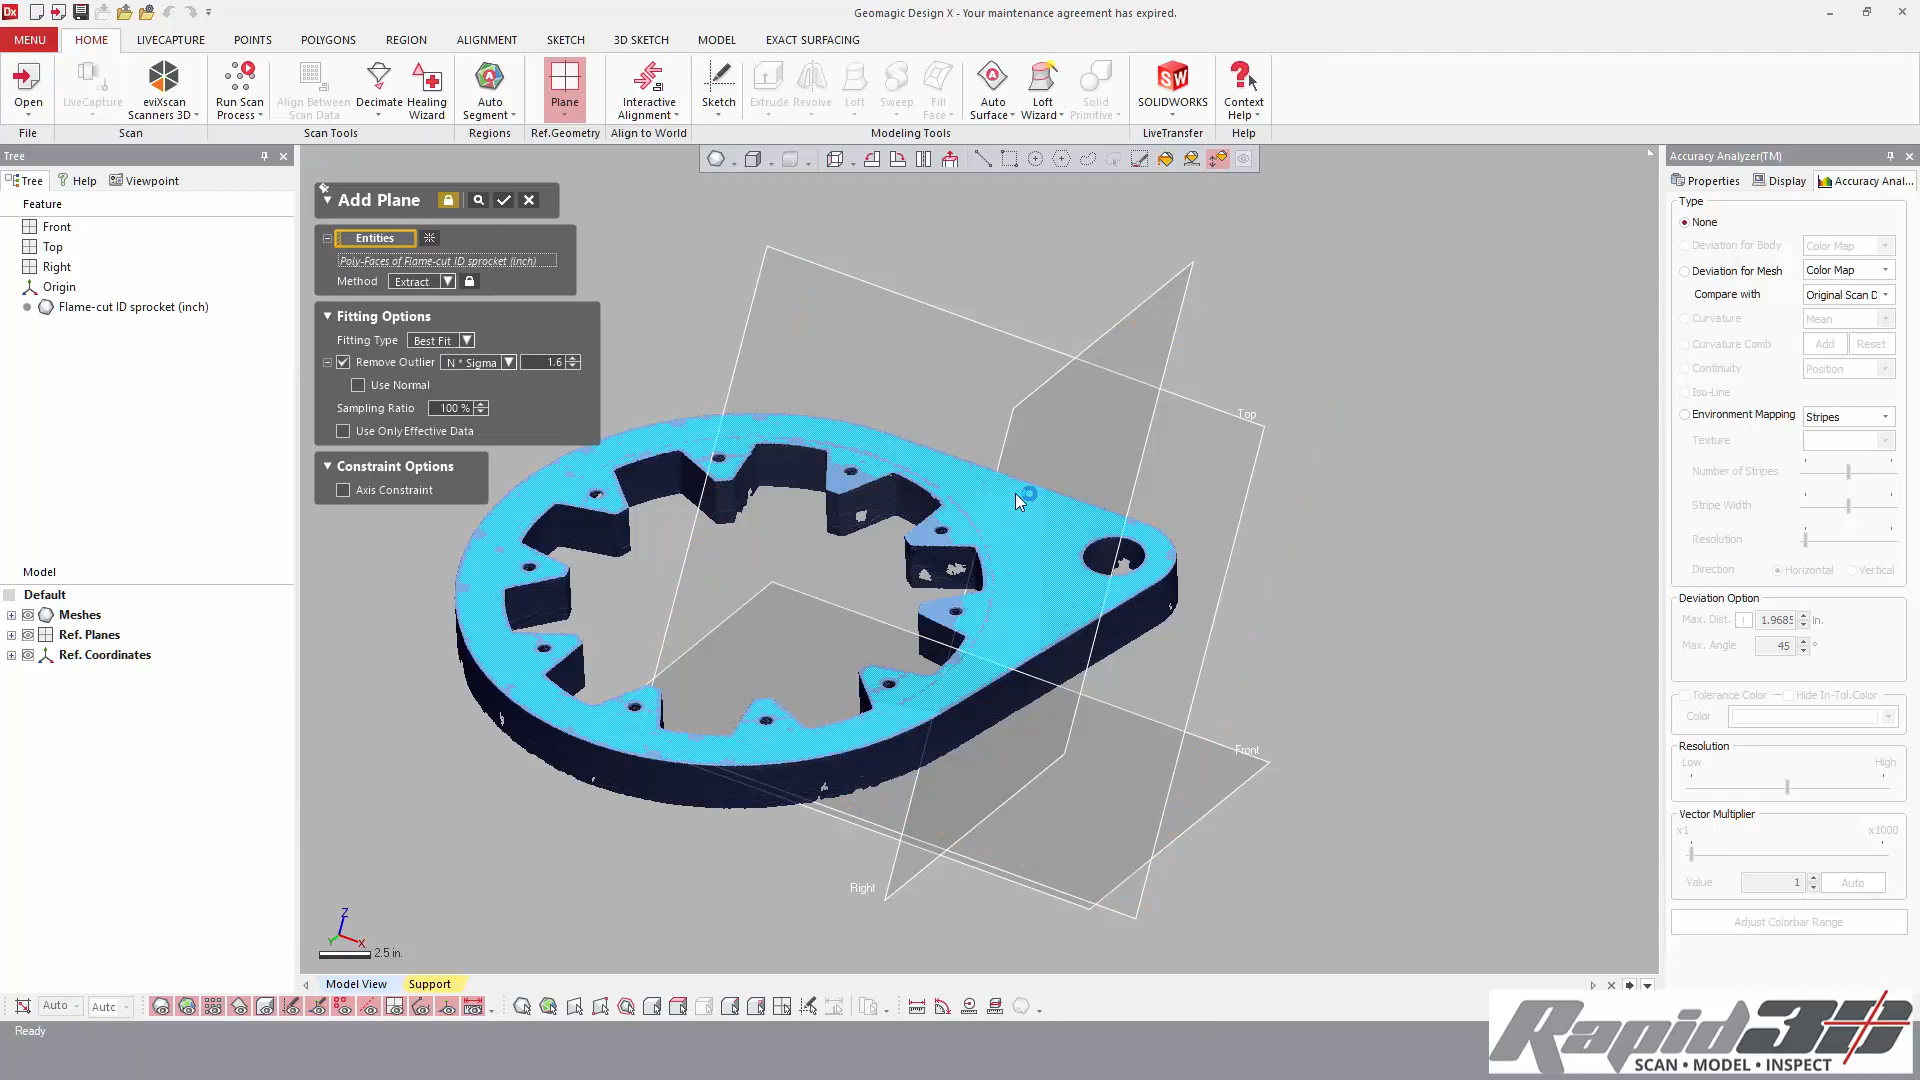 Dx
Geomagic Design X - Your maintenance agreement has expired.
MENU HOME LIVECAPTURE POINTS POLYGONS REGION ALIGNMENT SKETCH 3D SKETCH MODEL EXACT SURFACING
Open
LiveCapture
eviXscan
Scanners 3D
Run Scan
Process
Align Between
Scan Data
Decimate
Healing
Wizard
Auto
Segment
Plane
Interactive
Alignment
Sketch
Extrude
Revolve
Loft
Sweep
Fill
Face
Auto
Surface
Loft
Wizard
Solid
Primitive
SW
SOLIDWORKS
Context
Help
File Scan Scan Tools Regions Ref.Geometry Align to World Modeling Tools LiveTransfer Help
Tree
Tree Help Viewpoint
Feature
Front
Top
Right
Origin
Flame-cut ID sprocket (inch)
Model
Default
Meshes
Ref. Planes
Ref. Coordinates
Add Plane
Entities
Poly-Faces of Flame-cut ID sprocket (inch)
Method Extract
Fitting Options
Fitting Type Best Fit
Remove Outlier N * Sigma 1.6
Use Normal
Sampling Ratio 100 %
Use Only Effective Data
Constraint Options
Axis Constraint
Top
Front
Right
Z
Y X
2.5 in.
Accuracy Analyzer(TM)
Properties Display Accuracy Anal...
Type
None
Deviation for Body Color Map
Deviation for Mesh Color Map
Compare with Original Scan D
Curvature Mean
Curvature Comb Add Reset
Continuity Position
Iso-Line
Environment Mapping Stripes
Texture
Number of Stripes
Stripe Width
Resolution
Direction Horizontal Vertical
Deviation Option
Max. Dist. ! 1.9685 in.
Max. Angle 45 °
Tolerance Color Hide In-Tol.Color
Color
Resolution
Low High
Vector Multiplier
x1 x1000
Value 1 Auto
Adjust Colorbar Range
Model View Support
Auto Auto
Ready
Rapid3D
SCAN • MODEL • INSPECT